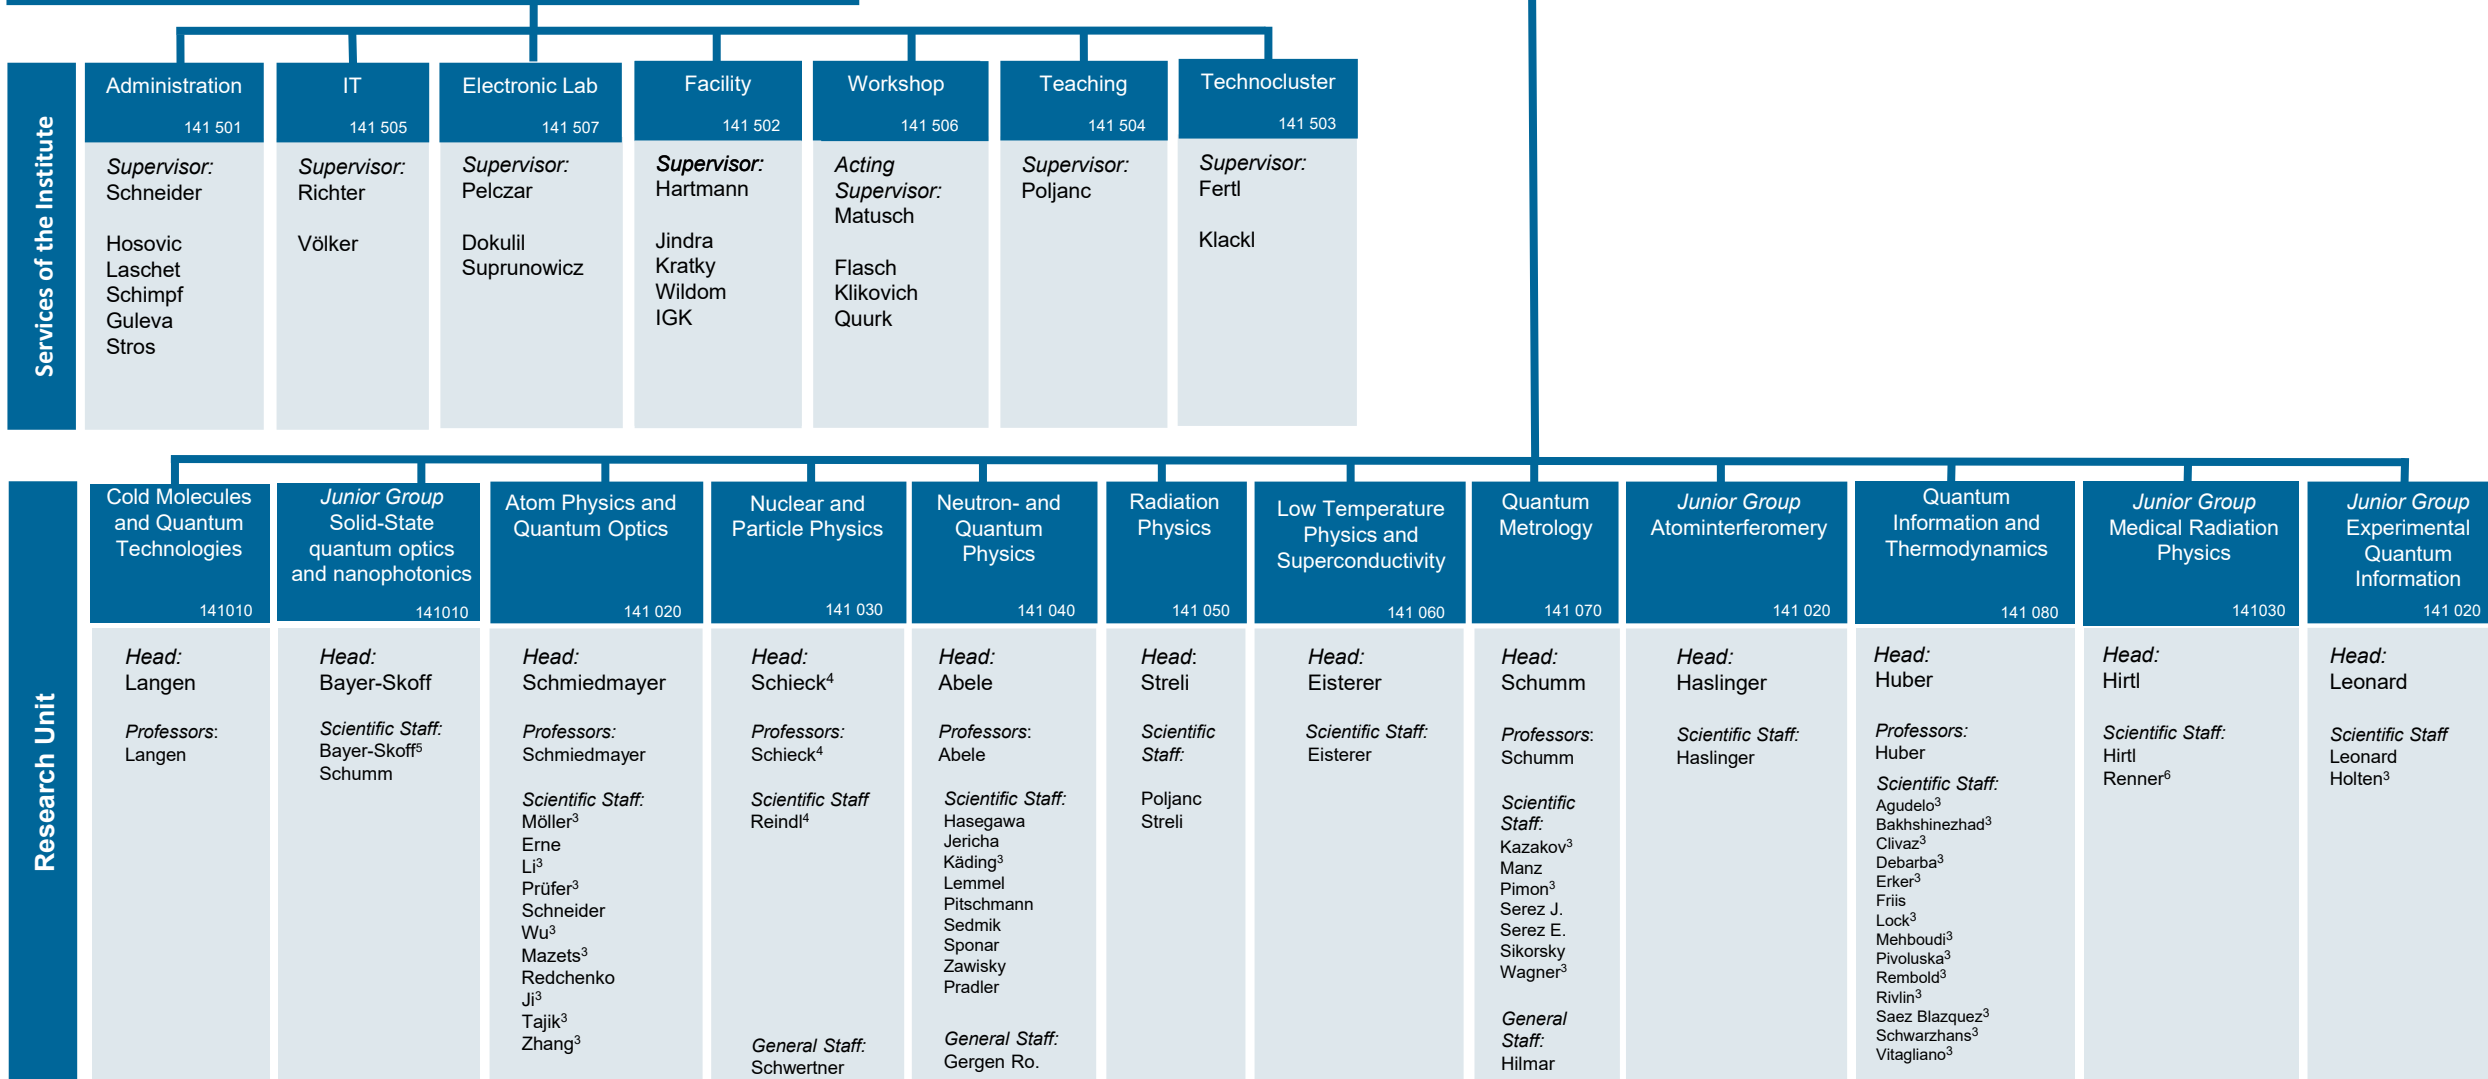 Services of the Institute
Administration
141 501
Supervisor:
Schneider
Hosovic
Laschet
Schimpf
Guleva
Stros
IT
141 505
Supervisor:
Richter
Völker
Electronic Lab
141 507
Supervisor:
Pelczar
Dokulil
Suprunowicz
Facility
141 502
Supervisor:
Hartmann
Jindra
Kratky
Wildom
IGK
Workshop
141 506
Acting
Supervisor:
Matusch
Flasch
Klikovich
Quurk
Teaching
141 504
Supervisor:
Poljanc
Technocluster
141 503
Supervisor:
Fertl
Klackl
Research Unit
Cold Molecules
and Quantum
Technologies
141010
Head:
Langen
Professors:
Langen
Junior Group
Solid-State
quantum optics
and nanophotonics
141010
Head:
Bayer-Skoff
Scientific Staff:
Bayer-Skoff⁵
Schumm
Atom Physics and
Quantum Optics
141 020
Head:
Schmiedmayer
Professors:
Schmiedmayer
Scientific Staff:
Möller³
Erne
Li³
Prüfer³
Schneider
Wu³
Mazets³
Redchenko
Ji³
Tajik³
Zhang³
Nuclear and
Particle Physics
141 030
Head:
Schieck⁴
Professors:
Schieck⁴
Scientific Staff
Reindl⁴
General Staff:
Schwertner
Neutron- and
Quantum
Physics
141 040
Head:
Abele
Professors:
Abele
Scientific Staff:
Hasegawa
Jericha
Käding³
Lemmel
Pitschmann
Sedmik
Sponar
Zawisky
Pradler
General Staff:
Gergen Ro.
Radiation
Physics
141 050
Head:
Streli
Scientific
Staff:
Poljanc
Streli
Low Temperature
Physics and
Superconductivity
141 060
Head:
Eisterer
Scientific Staff:
Eisterer
Quantum
Metrology
141 070
Head:
Schumm
Professors:
Schumm
Scientific
Staff:
Kazakov³
Manz
Pimon³
Serez J.
Serez E.
Sikorsky
Wagner³
General
Staff:
Hilmar
Junior Group
Atominterferomery
141 020
Head:
Haslinger
Scientific Staff:
Haslinger
Quantum
Information and
Thermodynamics
141 080
Head:
Huber
Professors:
Huber
Scientific Staff:
Agudelo³
Bakhshinezhad³
Clivaz³
Debarba³
Erker³
Friis
Lock³
Mehboudi³
Pivoluska³
Rembold³
Rivlin³
Saez Blazquez³
Schwarzhans³
Vitagliano³
Junior Group
Medical Radiation
Physics
141030
Head:
Hirtl
Scientific Staff:
Hirtl
Renner⁶
Junior Group
Experimental
Quantum
Information
141 020
Head:
Leonard
Scientific Staff
Leonard
Holten³